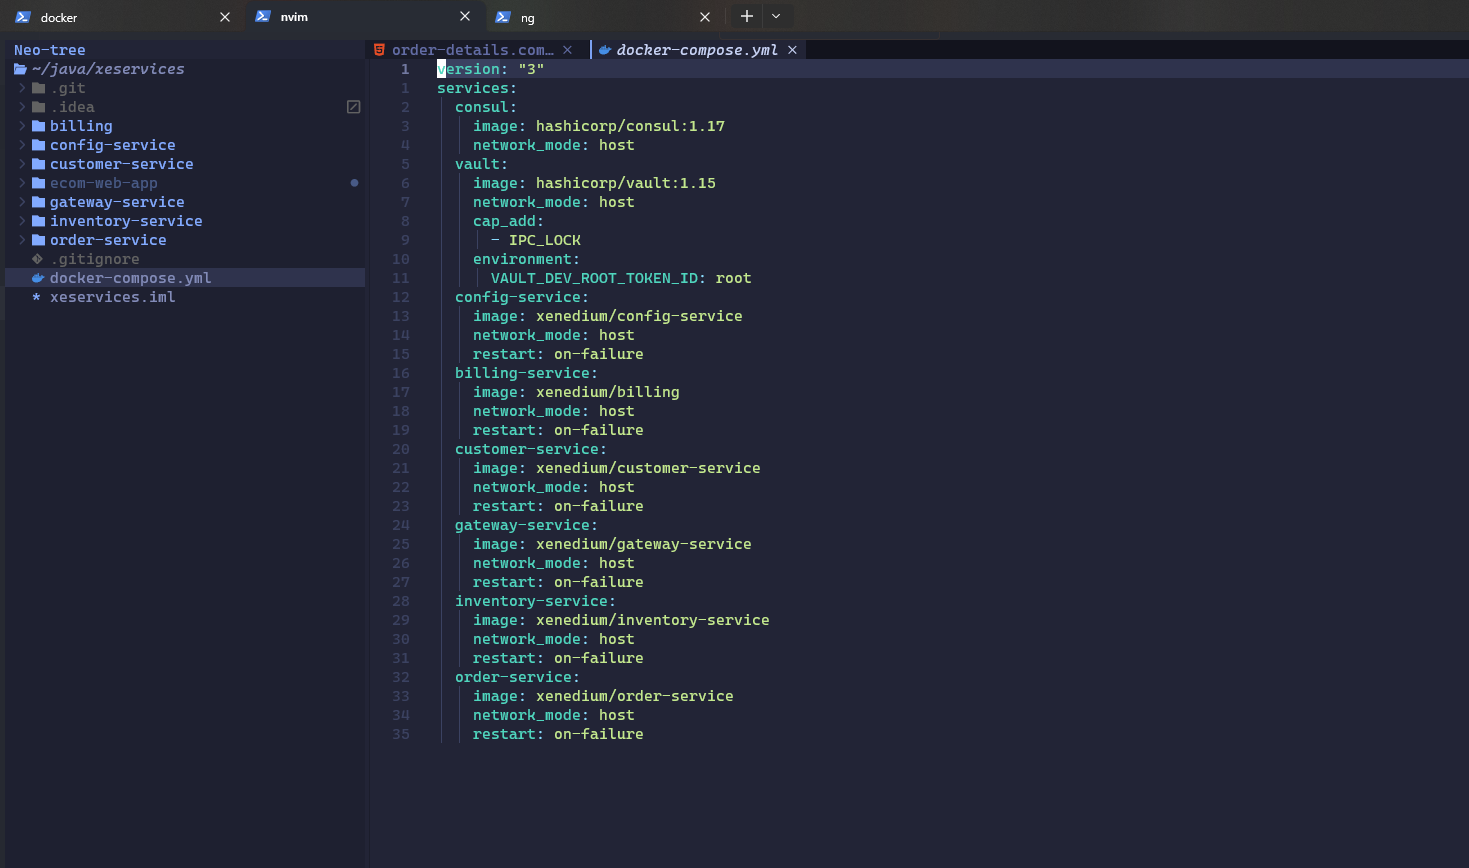 docker
nvim
ng
Neo-tree
order-details.com…
docker-compose.yml
~/java/xeservices
.git
.idea
billing
config-service
customer-service
ecom-web-app
gateway-service
inventory-service
order-service
.gitignore
docker-compose.yml
xeservices.iml
1 version: "3"
1 services:
2 consul:
3 image: hashicorp/consul:1.17
4 network_mode: host
5 vault:
6 image: hashicorp/vault:1.15
7 network_mode: host
8 cap_add:
9 - IPC_LOCK
10 environment:
11 VAULT_DEV_ROOT_TOKEN_ID: root
12 config-service:
13 image: xenedium/config-service
14 network_mode: host
15 restart: on-failure
16 billing-service:
17 image: xenedium/billing
18 network_mode: host
19 restart: on-failure
20 customer-service:
21 image: xenedium/customer-service
22 network_mode: host
23 restart: on-failure
24 gateway-service:
25 image: xenedium/gateway-service
26 network_mode: host
27 restart: on-failure
28 inventory-service:
29 image: xenedium/inventory-service
30 network_mode: host
31 restart: on-failure
32 order-service:
33 image: xenedium/order-service
34 network_mode: host
35 restart: on-failure